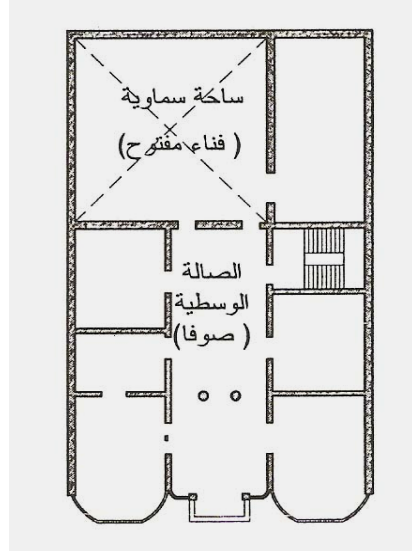 ساحة سماوية
( فناء مفتوح)
الصالة
الوسطية
( صوفا)